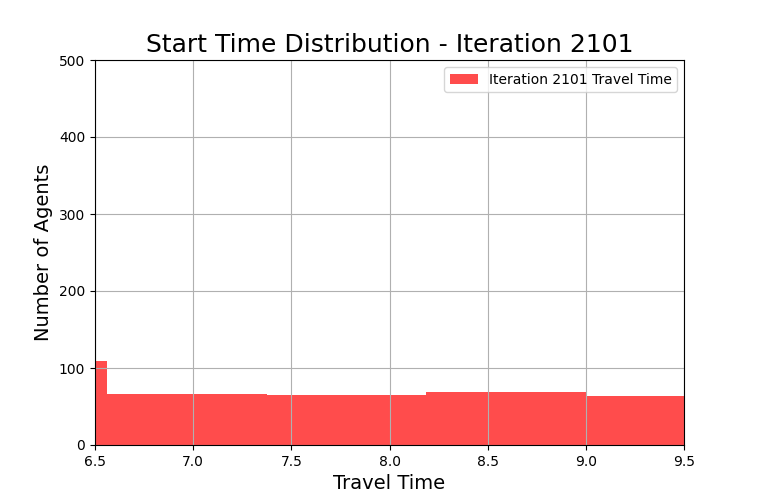 Start Time Distribution - Iteration 2101
Iteration 2101 Travel Time
Number of Agents
500
400
300
200
100
0
6.5 7.0 7.5 8.0 8.5 9.0 9.5
Travel Time